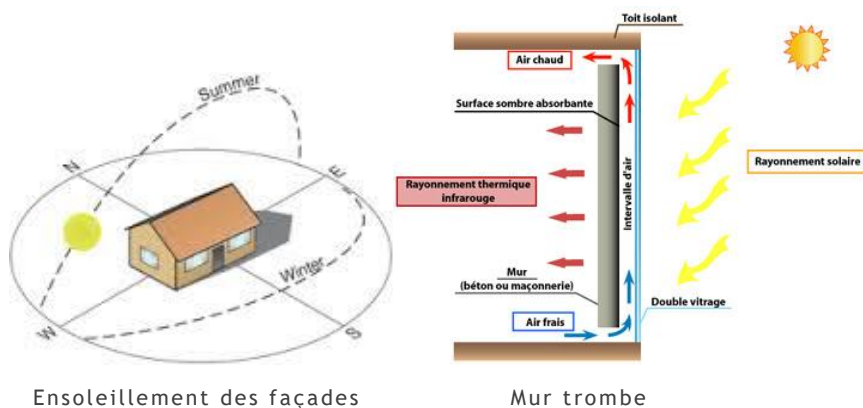 Summer
N
E
Winter
W
S
Ensoleillement des façades
Toit isolant
Air chaud
Surface sombre absorbante
Rayonnement solaire
Rayonnement thermique
infrarouge
Intervalle d'air
Mur
(béton ou maçonnerie)
Double vitrage
Air frais
Mur trombe